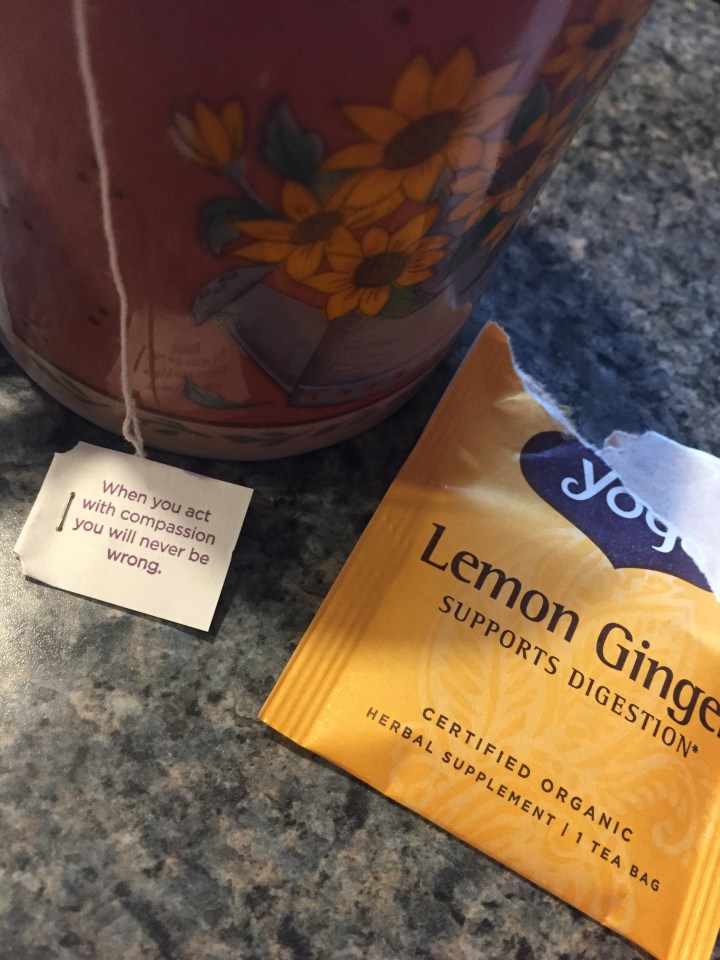 When you act
with compassion
you will never be
wrong.
yog
Lemon Ginge
SUPPORTS DIGESTION*
CERTIFIED ORGANIC
HERBAL SUPPLEMENT | 1 TEA BAG